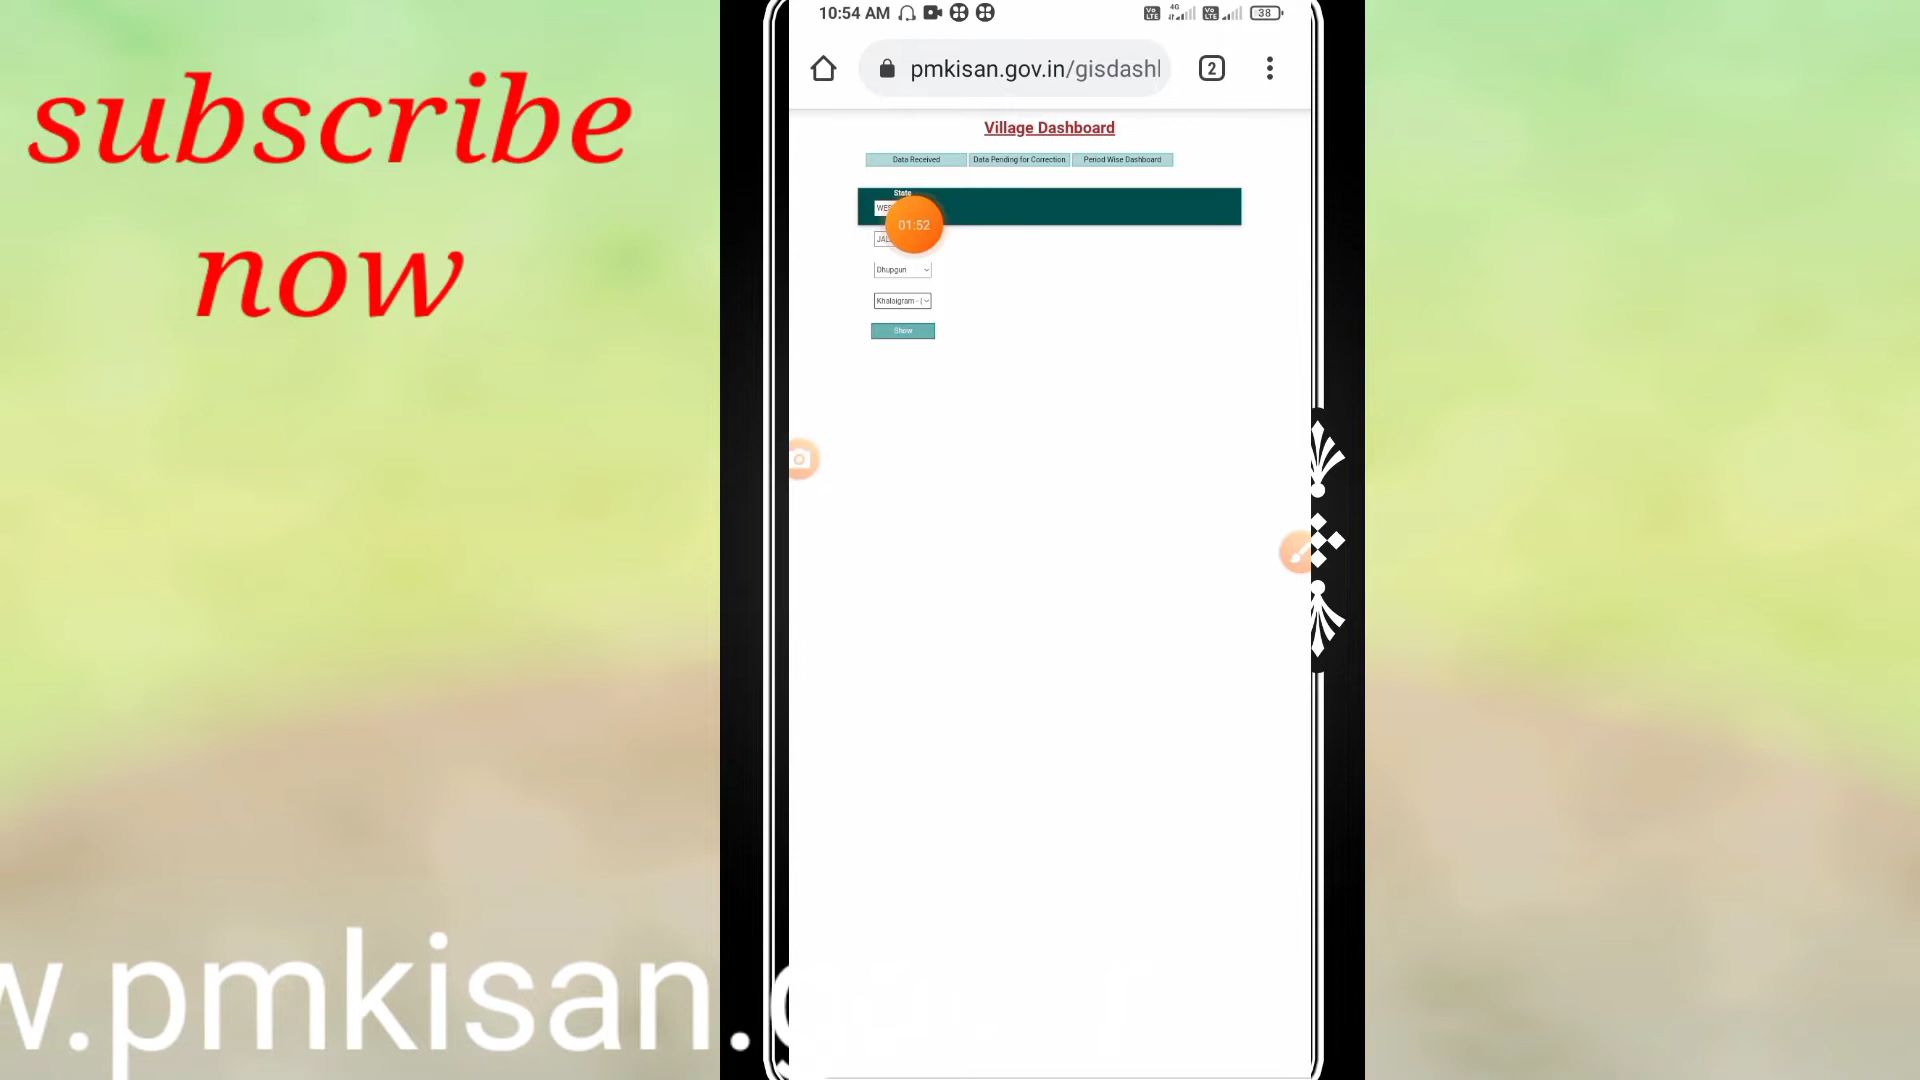 subscribe
now
10:54 AM
38
pmkisan.gov.in/gisdashl
2
Village Dashboard
Data Received
Data Pending for Correction
Period Wise Dashboard
State
01:52
Dhupguri
Khalaigram - (
Show
w.pmkisan.